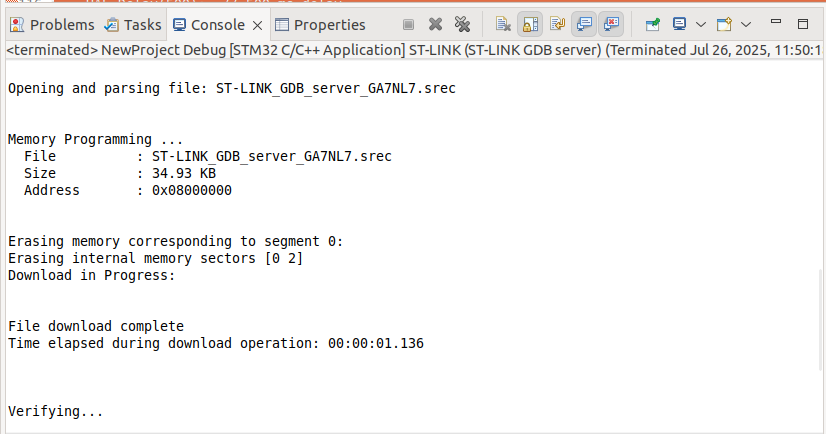 Problems Tasks Console Properties
<terminated> NewProject Debug [STM32 C/C++ Application] ST-LINK (ST-LINK GDB server) (Terminated Jul 26, 2025, 11:50:1
Opening and parsing file: ST-LINK_GDB_server_GA7NL7.srec
Memory Programming ...
File : ST-LINK_GDB_server_GA7NL7.srec
Size : 34.93 KB
Address : 0x08000000
Erasing memory corresponding to segment 0:
Erasing internal memory sectors [0 2]
Download in Progress:
File download complete
Time elapsed during download operation: 00:00:01.136
Verifying...